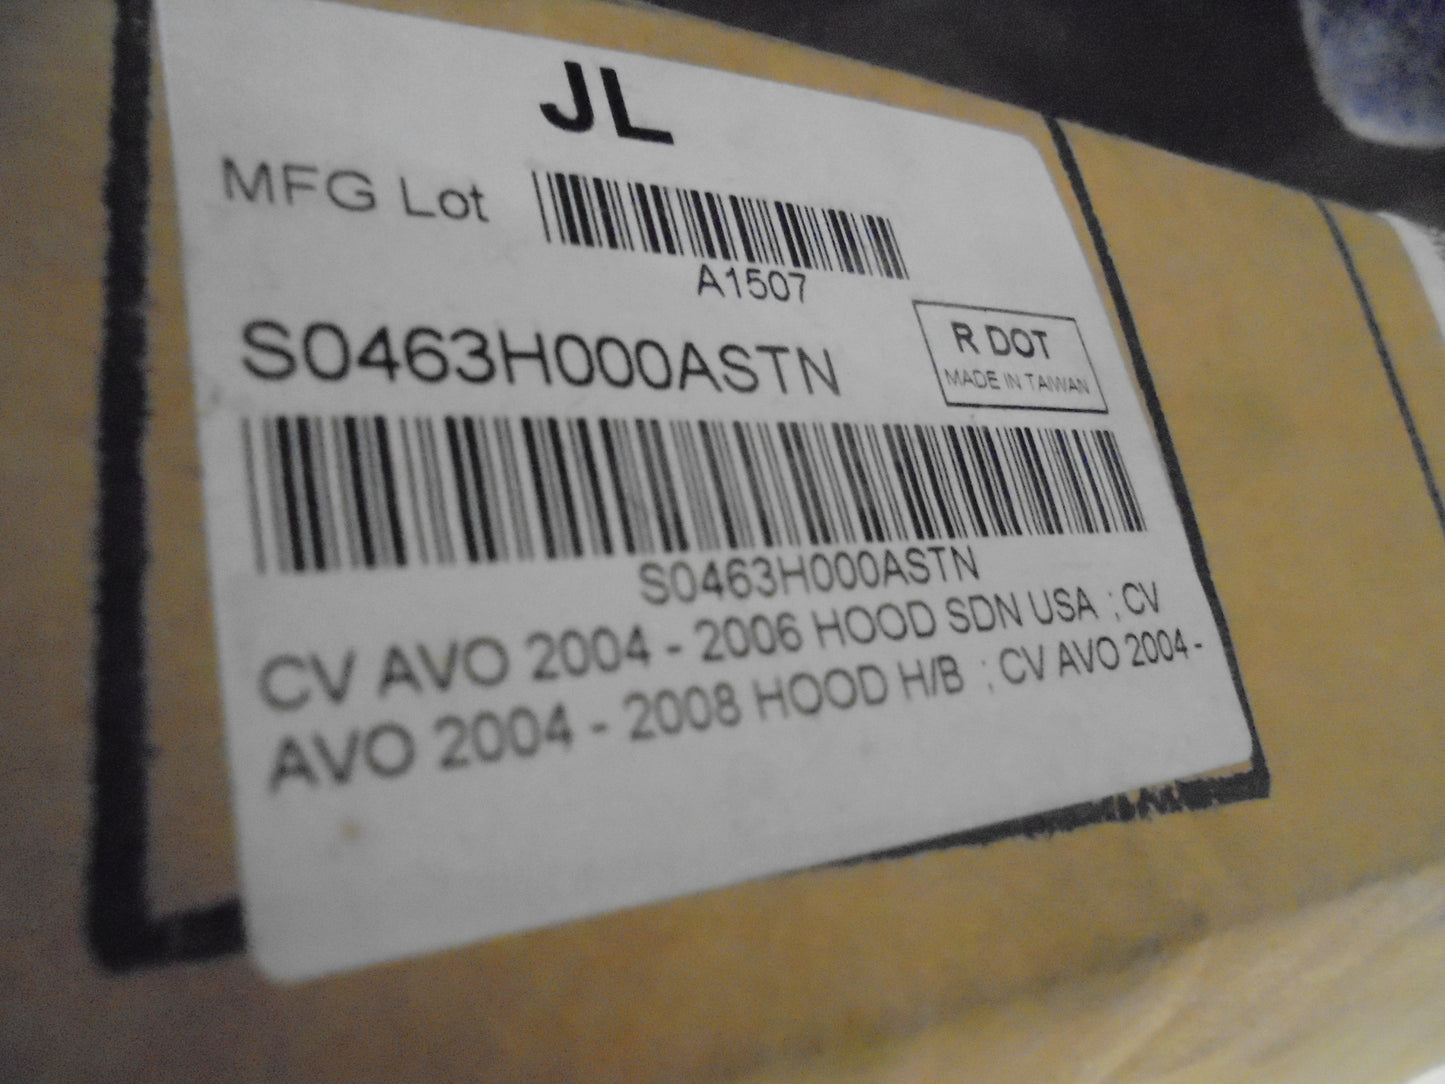 JL
MFG Lot
A1507
S0463H000ASTN
R DOT
MADE IN TAIWAN
S0463H000ASTN
CV AVO 2004 - 2006 HOOD SDN USA ; CV
AVO 2004 - 2008 HOOD H/B ; CV AVO 2004 -